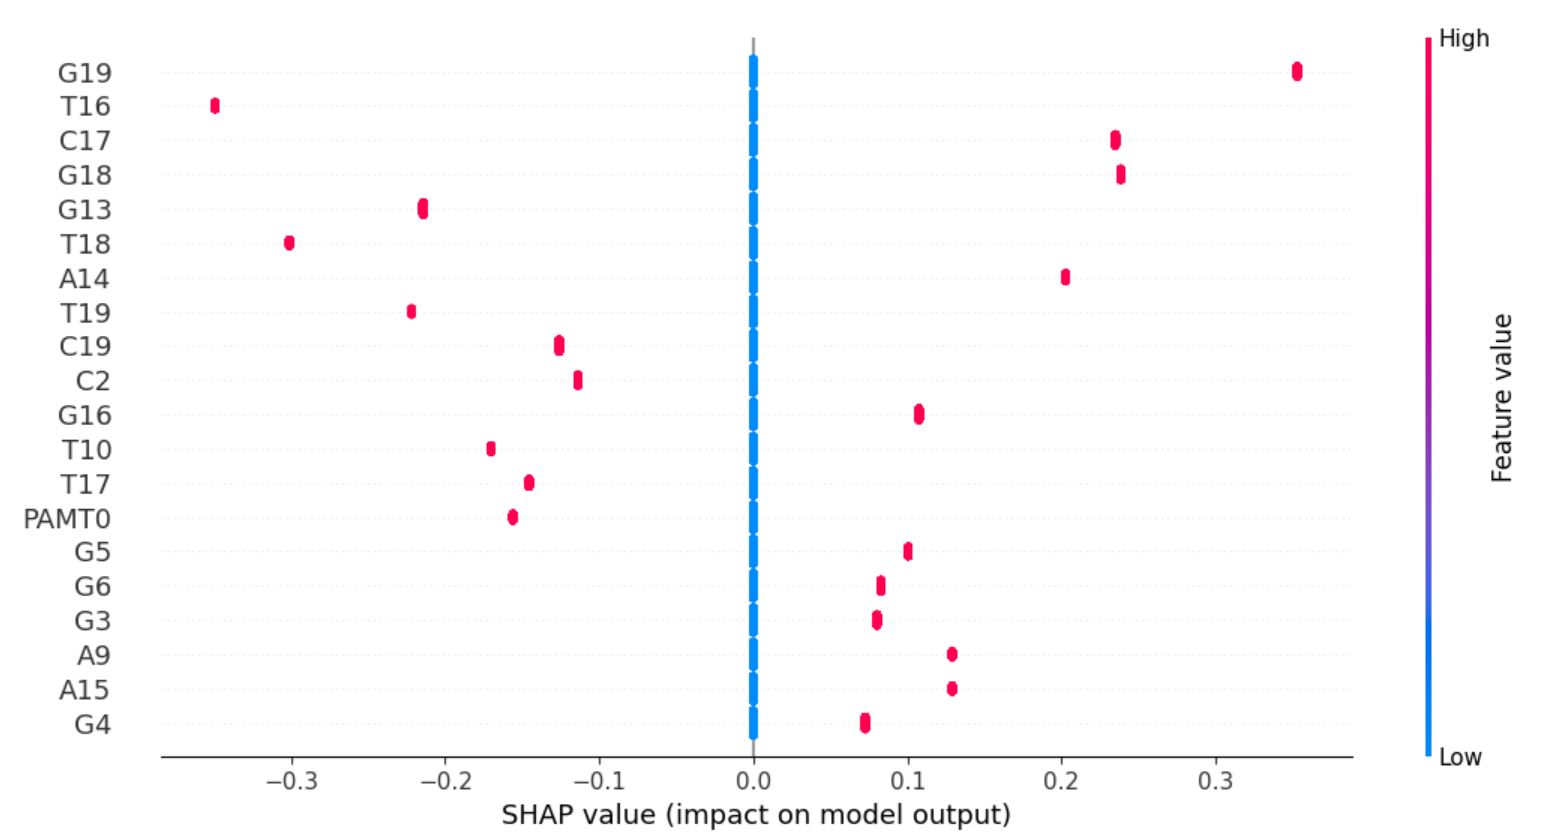 High
G19
T16
C17
G18
G13
T18
A14
T19
C19
C2
G16
T10
T17
PAMT0
G5
G6
G3
A9
A15
G4
Feature value
Low
−0.3 −0.2 −0.1 0.0 0.1 0.2 0.3
SHAP value (impact on model output)